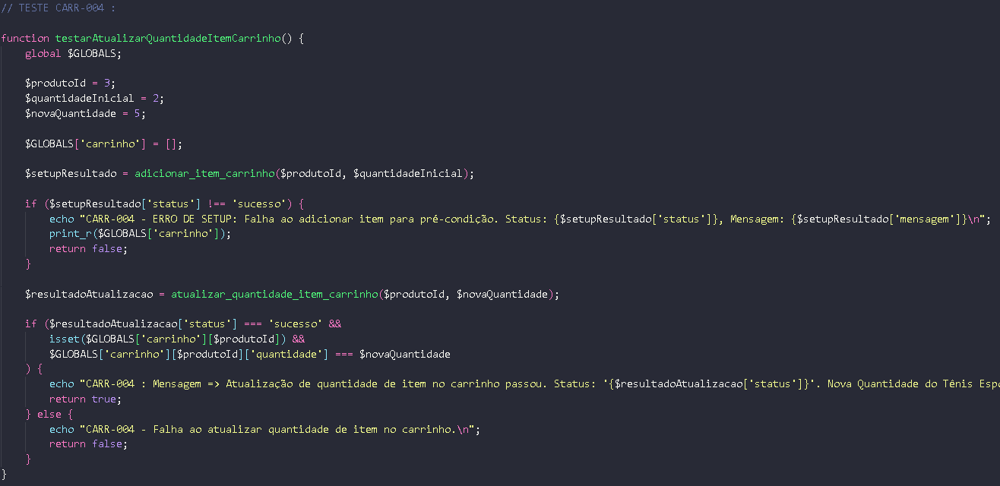 // TESTE CARR-004 :
function testarAtualizarQuantidadeItemCarrinho() {
global $GLOBALS;
$produtoId = 3;
$quantidadeInicial = 2;
$novaQuantidade = 5;
$GLOBALS['carrinho'] = [];
$setupResultado = adicionar_item_carrinho($produtoId, $quantidadeInicial);
if ($setupResultado['status'] !== 'sucesso') {
echo "CARR-004 - ERRO DE SETUP: Falha ao adicionar item para pré-condição. Status: {$setupResultado['status']}, Mensagem: {$setupResultado['mensagem']}\n";
print_r($GLOBALS['carrinho']);
return false;
}
$resultadoAtualizacao = atualizar_quantidade_item_carrinho($produtoId, $novaQuantidade);
if ($resultadoAtualizacao['status'] === 'sucesso' &&
isset($GLOBALS['carrinho'][$produtoId]) &&
$GLOBALS['carrinho'][$produtoId]['quantidade'] === $novaQuantidade
) {
echo "CARR-004 : Mensagem => Atualização de quantidade de item no carrinho passou. Status: '{$resultadoAtualizacao['status']}'. Nova Quantidade do Tênis Espo
return true;
} else {
echo "CARR-004 - Falha ao atualizar quantidade de item no carrinho.\n";
return false;
}
}